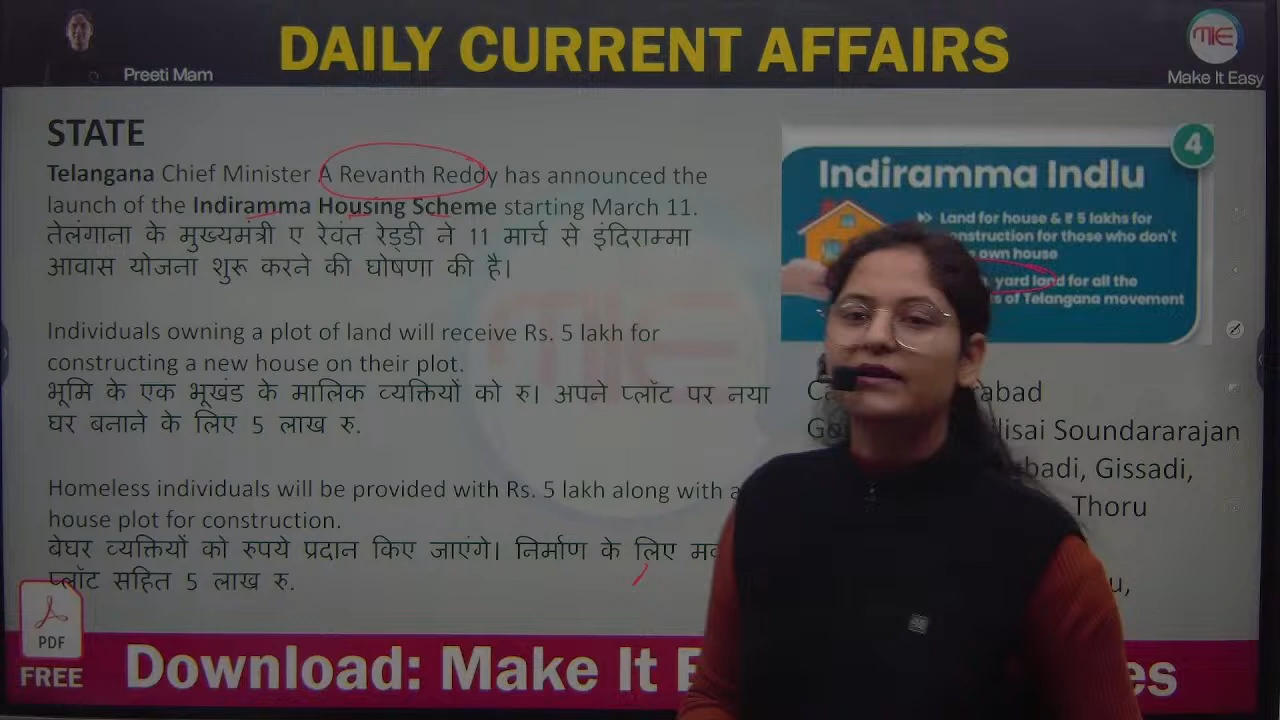 Preeti Mam
DAILY CURRENT AFFAIRS
MIE
Make It Easy
STATE
Telangana Chief Minister A Revanth Reddy has announced the
launch of the Indiramma Housing Scheme starting March 11.
तेलंगाना के मुख्यमंत्री ए रेवंत रेड्डी ने 11 मार्च से इंदिराम्मा
आवास योजना शुरू करने की घोषणा की है।
Individuals owning a plot of land will receive Rs. 5 lakh for
constructing a new house on their plot.
भूमि के एक भूखंड के मालिक व्यक्तियों को रु। अपने प्लॉट पर नया
घर बनाने के लिए 5 लाख रु.
Homeless individuals will be provided with Rs. 5 lakh along with a
house plot for construction.
बेघर व्यक्तियों को रुपये प्रदान किए जाएंगे। निर्माण के लिए
प्लॉट सहित 5 लाख रु.
4
Indiramma Indlu
Land for house & ₹ 5 lakhs for
construction for those who don't
own house
yard land for all the
of Telangana movement
Soundararajan
Gissadi,
Thoru
PDF
FREE
Download: Make It